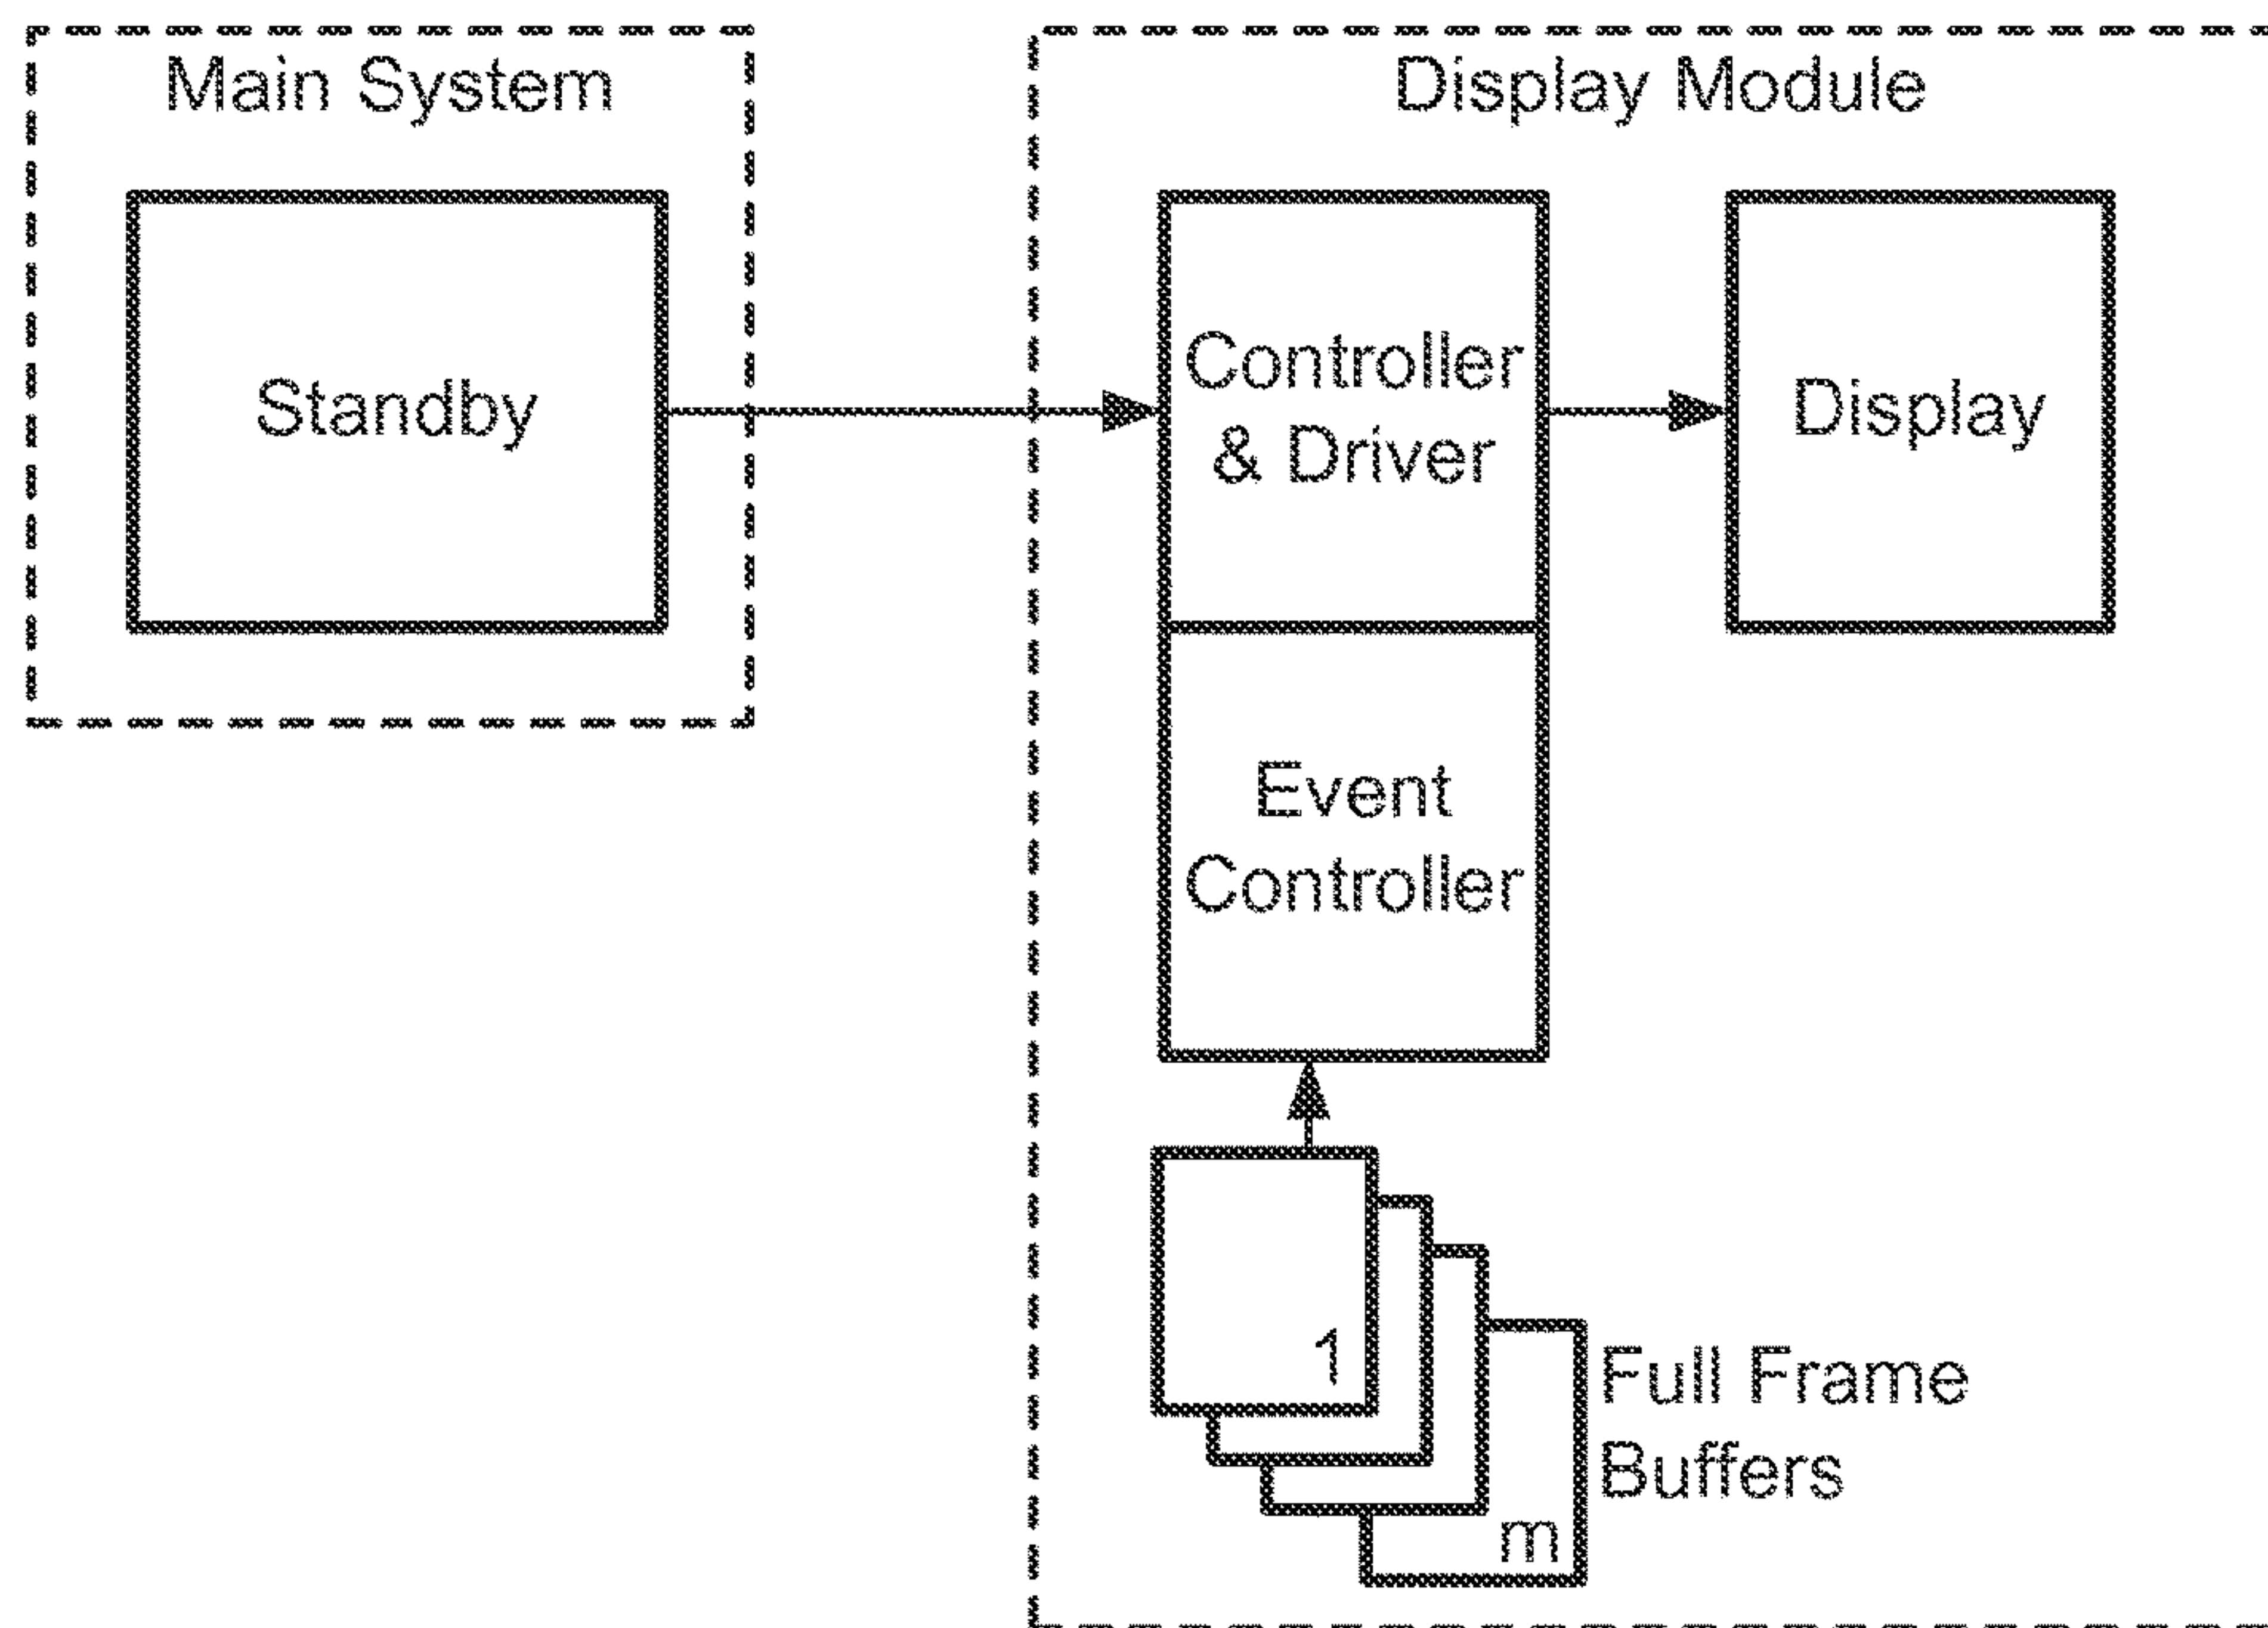 Main System
Display Module
Standby
Controller
& Driver
Display
Event
Controller
1
m
Full Frame
Buffers